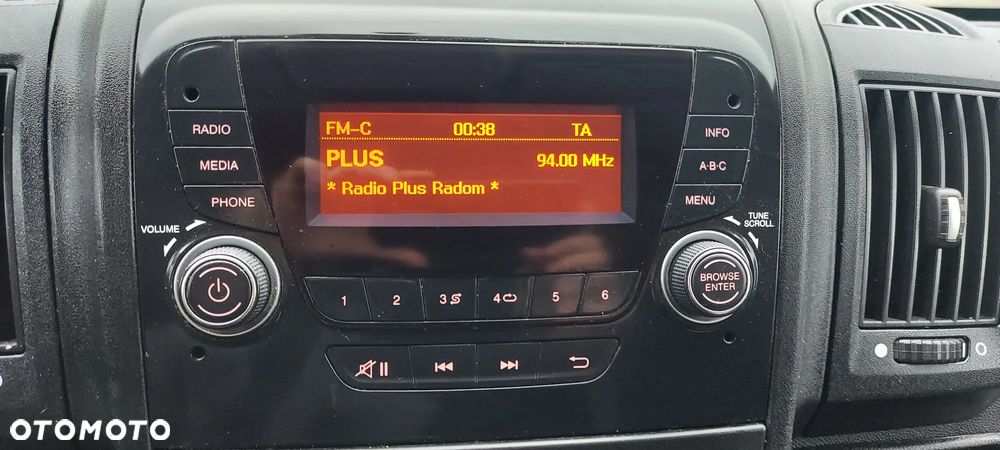 FM-C 00:38 TA
PLUS 94.00 MHz
* Radio Plus Radom *
RADIO
MEDIA
PHONE
VOLUME
INFO
A·B·C
MENU
TUNE
SCROLL
BROWSE
ENTER
1 2 3 4 5 6
OTOMOTO